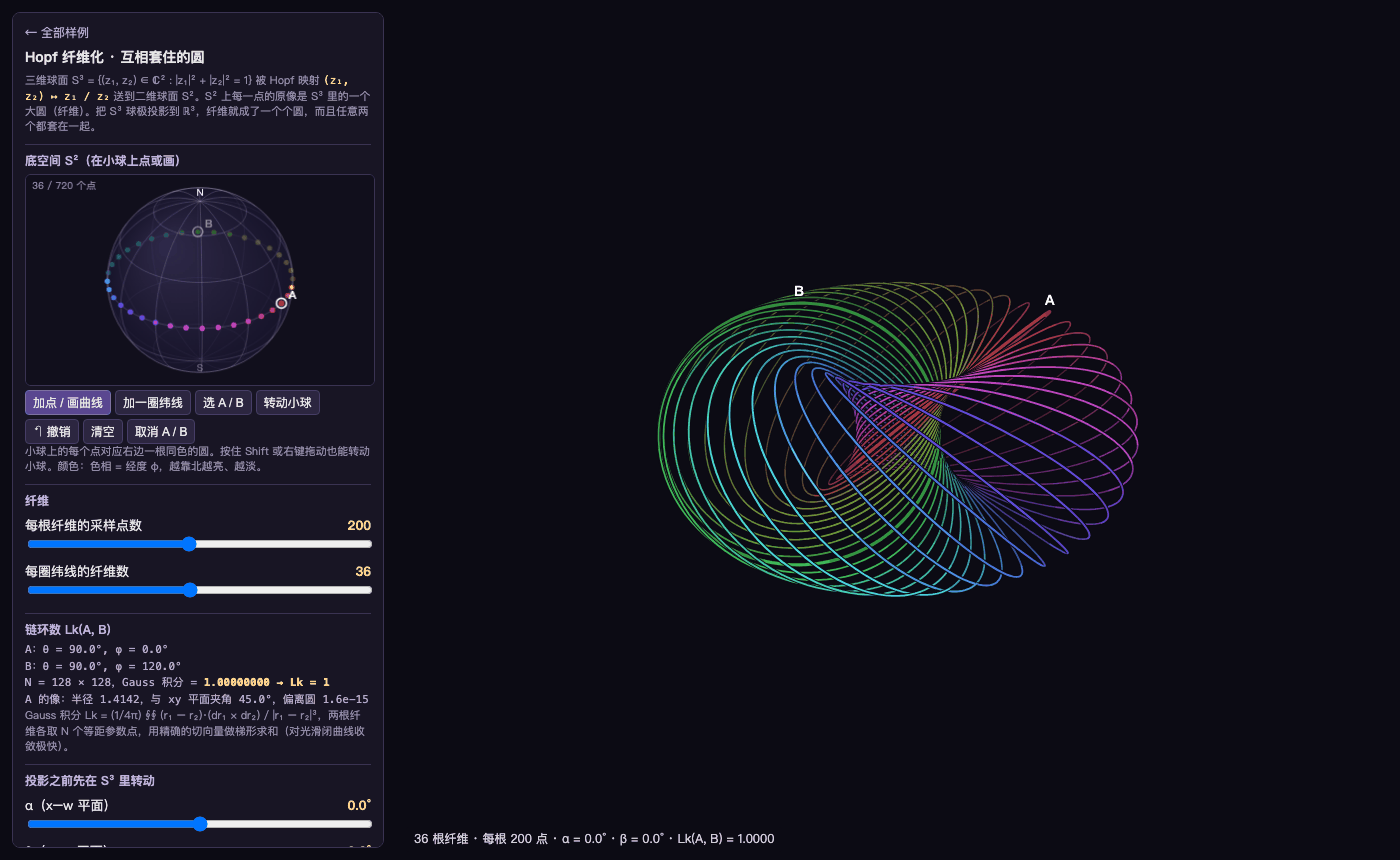 ← 全部样例
Hopf 纤维化 · 互相套住的圆
三维球面 S³ = {(z₁, z₂) ∈ ℂ² : |z₁|² + |z₂|² = 1} 被 Hopf 映射 (z₁,
z₂) ↦ z₁ / z₂ 送到二维球面 S²。S² 上每一点的原像是 S³ 里的一个
大圆（纤维）。把 S³ 球极投影到 ℝ³，纤维就成了一个个圆，而且任意两
个都套在一起。
底空间 S²（在小球上点或画）
36 / 720 个点
N
B
A
S
加点 / 画曲线 加一圈纬线 选 A / B 转动小球
↰ 撤销 清空 取消 A / B
小球上的每个点对应右边一根同色的圆。按住 Shift 或右键拖动也能转动
小球。颜色：色相 = 经度 φ，越靠北越亮、越淡。
纤维
每根纤维的采样点数 200
每圈纬线的纤维数 36
链环数 Lk(A, B)
A: θ = 90.0°, φ = 0.0°
B: θ = 90.0°, φ = 120.0°
N = 128 × 128, Gauss 积分 = 1.00000000 → Lk = 1
A 的像: 半径 1.4142, 与 xy 平面夹角 45.0°, 偏离圆 1.6e-15
Gauss 积分 Lk = (1/4π) ∮∮ (r₁ − r₂)·(dr₁ × dr₂) / |r₁ − r₂|³，两根纤
维各取 N 个等距参数点，用精确的切向量做梯形求和（对光滑闭曲线收
敛极快）。
投影之前先在 S³ 里转动
α（x—w 平面） 0.0°
B
A
36 根纤维 · 每根 200 点 · α = 0.0° · β = 0.0° · Lk(A, B) = 1.0000